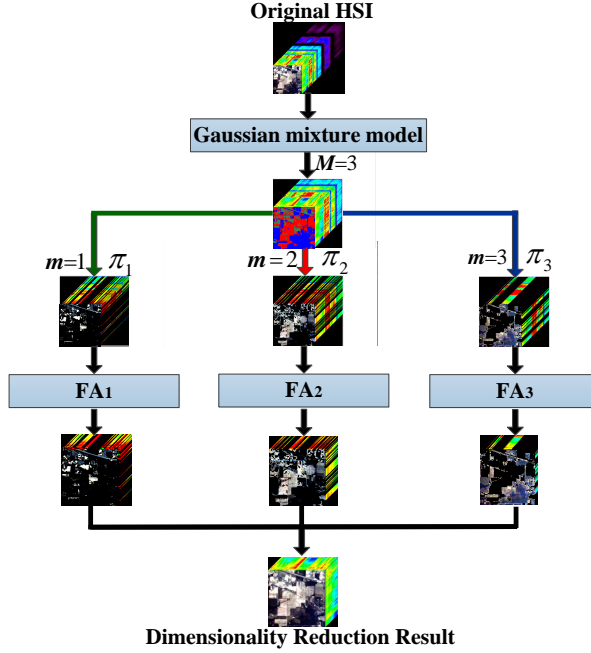 Original HSI
Gaussian mixture model
M=3
m=1 π1
m=2 π2
m=3 π3
FA1
FA2
FA3
Dimensionality Reduction Result